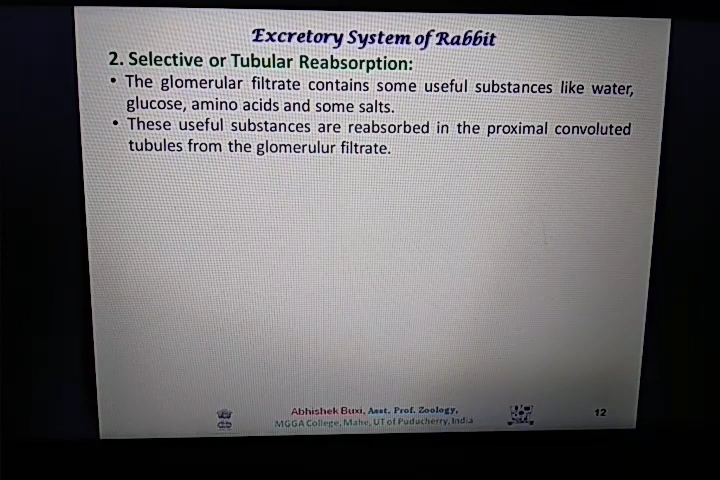 Excretory System of Rabbit
2. Selective or Tubular Reabsorption:
• The glomerular filtrate contains some useful substances like water,
glucose, amino acids and some salts.
• These useful substances are reabsorbed in the proximal convoluted
tubules from the glomerulur filtrate.
Abhishek Buxi, Asst. Prof. Zoology,
MGGA College, Mahe, UT of Puducherry, India
12